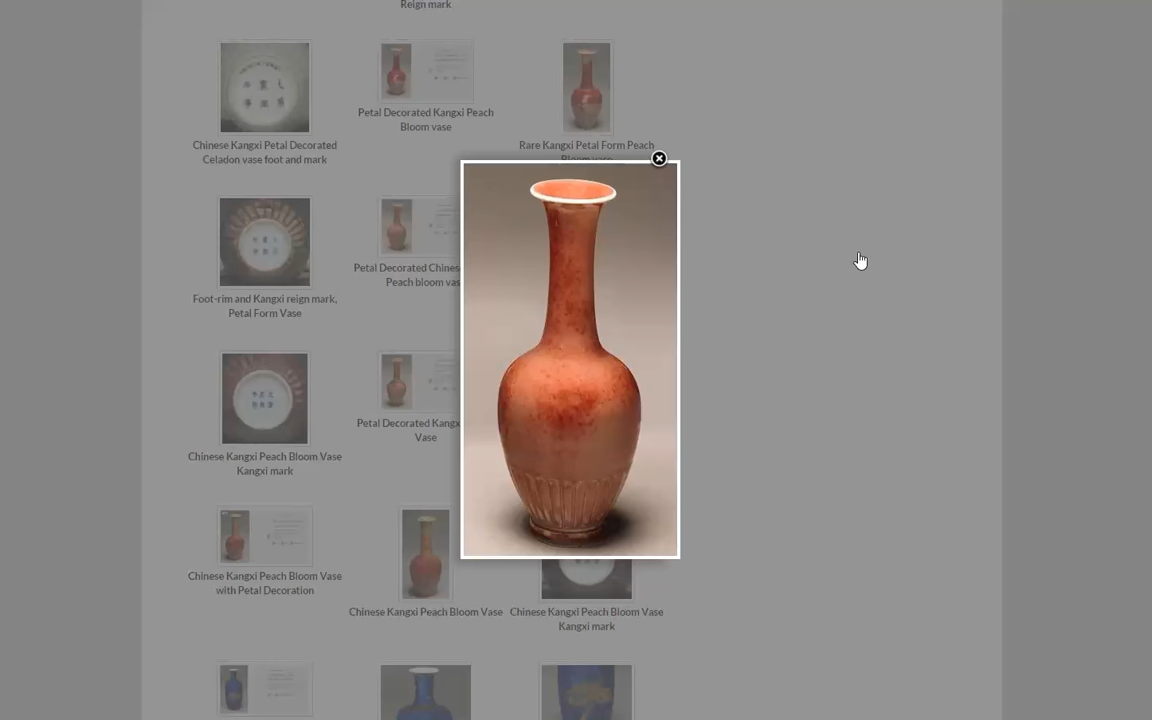 Reign mark
Chinese Kangxi Petal Decorated
Celadon vase foot and mark
Petal Decorated Kangxi Peach
Bloom vase
Rare Kangxi Petal Form Peach
Bloom vase
Foot-rim and Kangxi reign mark,
Petal Form Vase
Petal Decorated Chinese
Peach bloom vas
Chinese Kangxi Peach Bloom Vase
Kangxi mark
Petal Decorated Kangx
Vase
Chinese Kangxi Peach Bloom Vase
with Petal Decoration
Chinese Kangxi Peach Bloom Vase
Chinese Kangxi Peach Bloom Vase
Kangxi mark